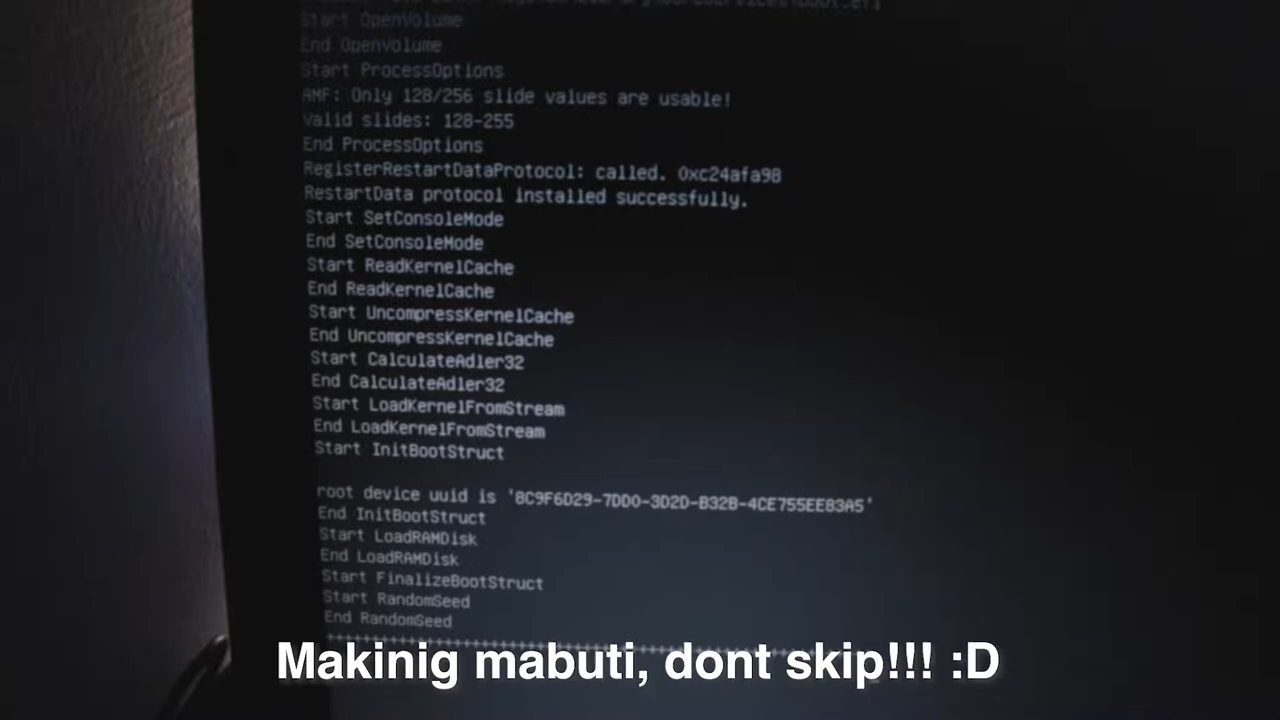 Start OpenVolume
End OpenVolume
Start ProcessOptions
AMF: Only 128/256 slide values are usable!
Valid slides: 128-255
End ProcessOptions
RegisterRestartDataProtocol: called. 0xc24afa98
RestartData protocol installed successfully.
Start SetConsoleMode
End SetConsoleMode
Start ReadKernelCache
End ReadKernelCache
Start UncompressKernelCache
End UncompressKernelCache
Start CalculateAdler32
End CalculateAdler32
Start LoadKernelFromStream
End LoadKernelFromStream
Start InitBootStruct
root device uuid is '8C9F6D29-7DD0-3D2D-B32B-4CE755EE83A5'
End InitBootStruct
Start LoadRAMDisk
End LoadRAMDisk
Start FinalizeBootStruct
Start RandomSeed
End RandomSeed
Makinig mabuti, dont skip!!! :D